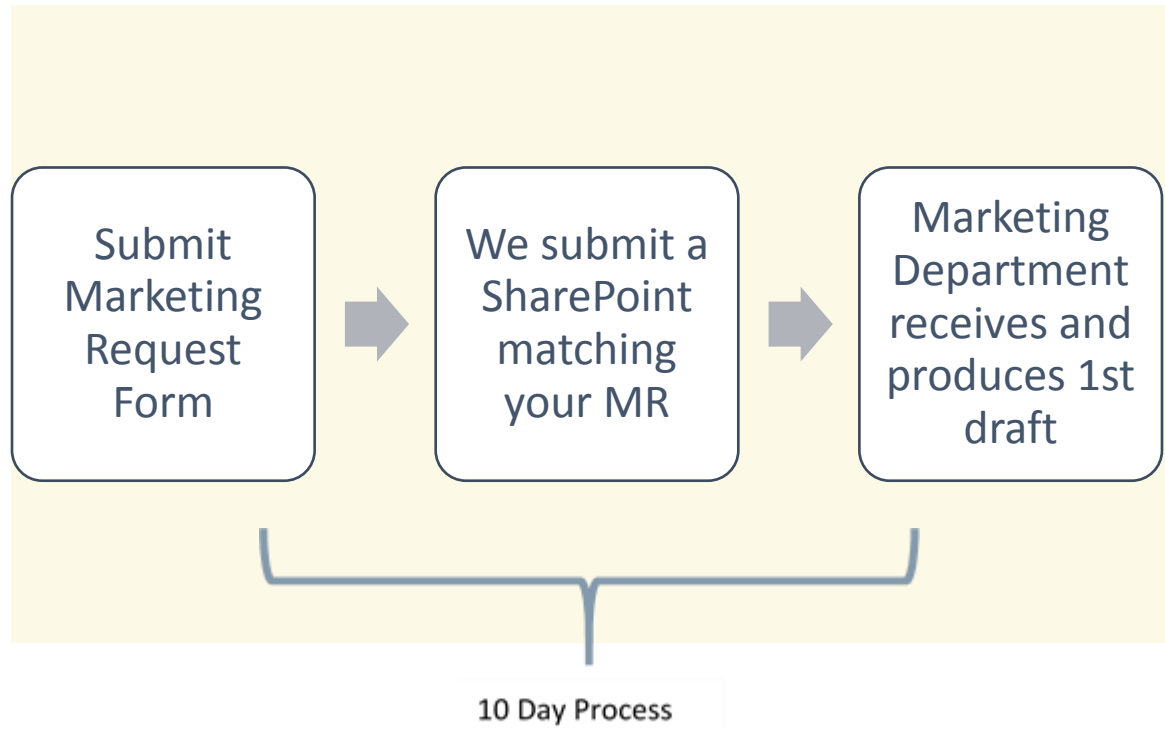 Submit
Marketing
Request
Form
We submit a
SharePoint
matching
your MR
Marketing
Department
receives and
produces 1st
draft
10 Day Process